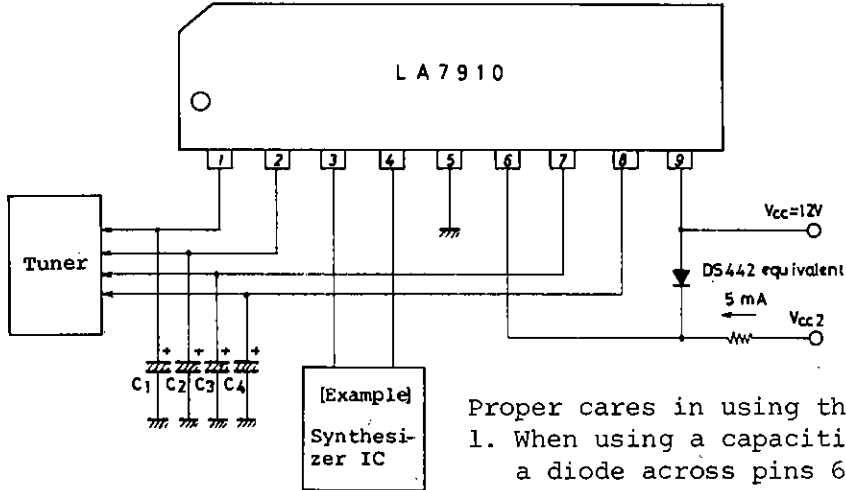 LA7910
1 2 3 4 5 6 7 8 9
Vcc=12V
Tuner
DS442 equivalent
5 mA
Vcc2
C1 C2 C3 C4
[Example]
Synthesi-
zer IC
Proper cares in using th
1. When using a capaciti
a diode across pins 6